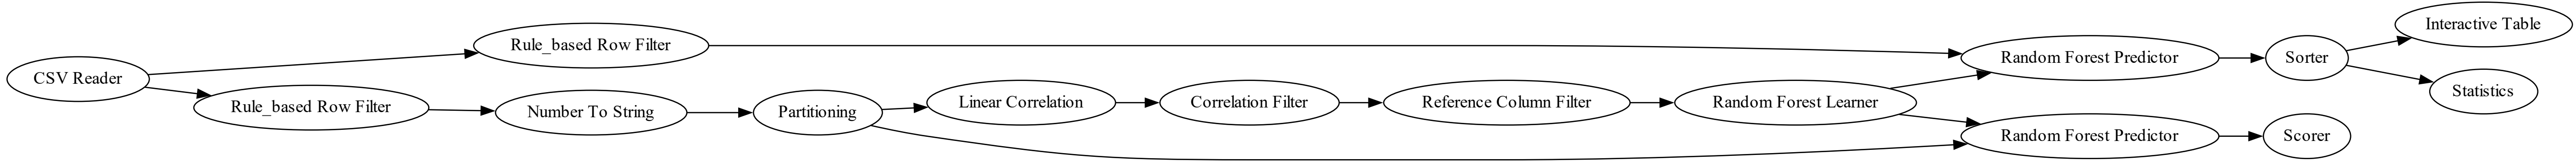 CSV Reader
Rule_based Row Filter
Rule_based Row Filter
Number To String
Partitioning
Linear Correlation
Correlation Filter
Reference Column Filter
Random Forest Learner
Random Forest Predictor
Random Forest Predictor
Sorter
Scorer
Interactive Table
Statistics